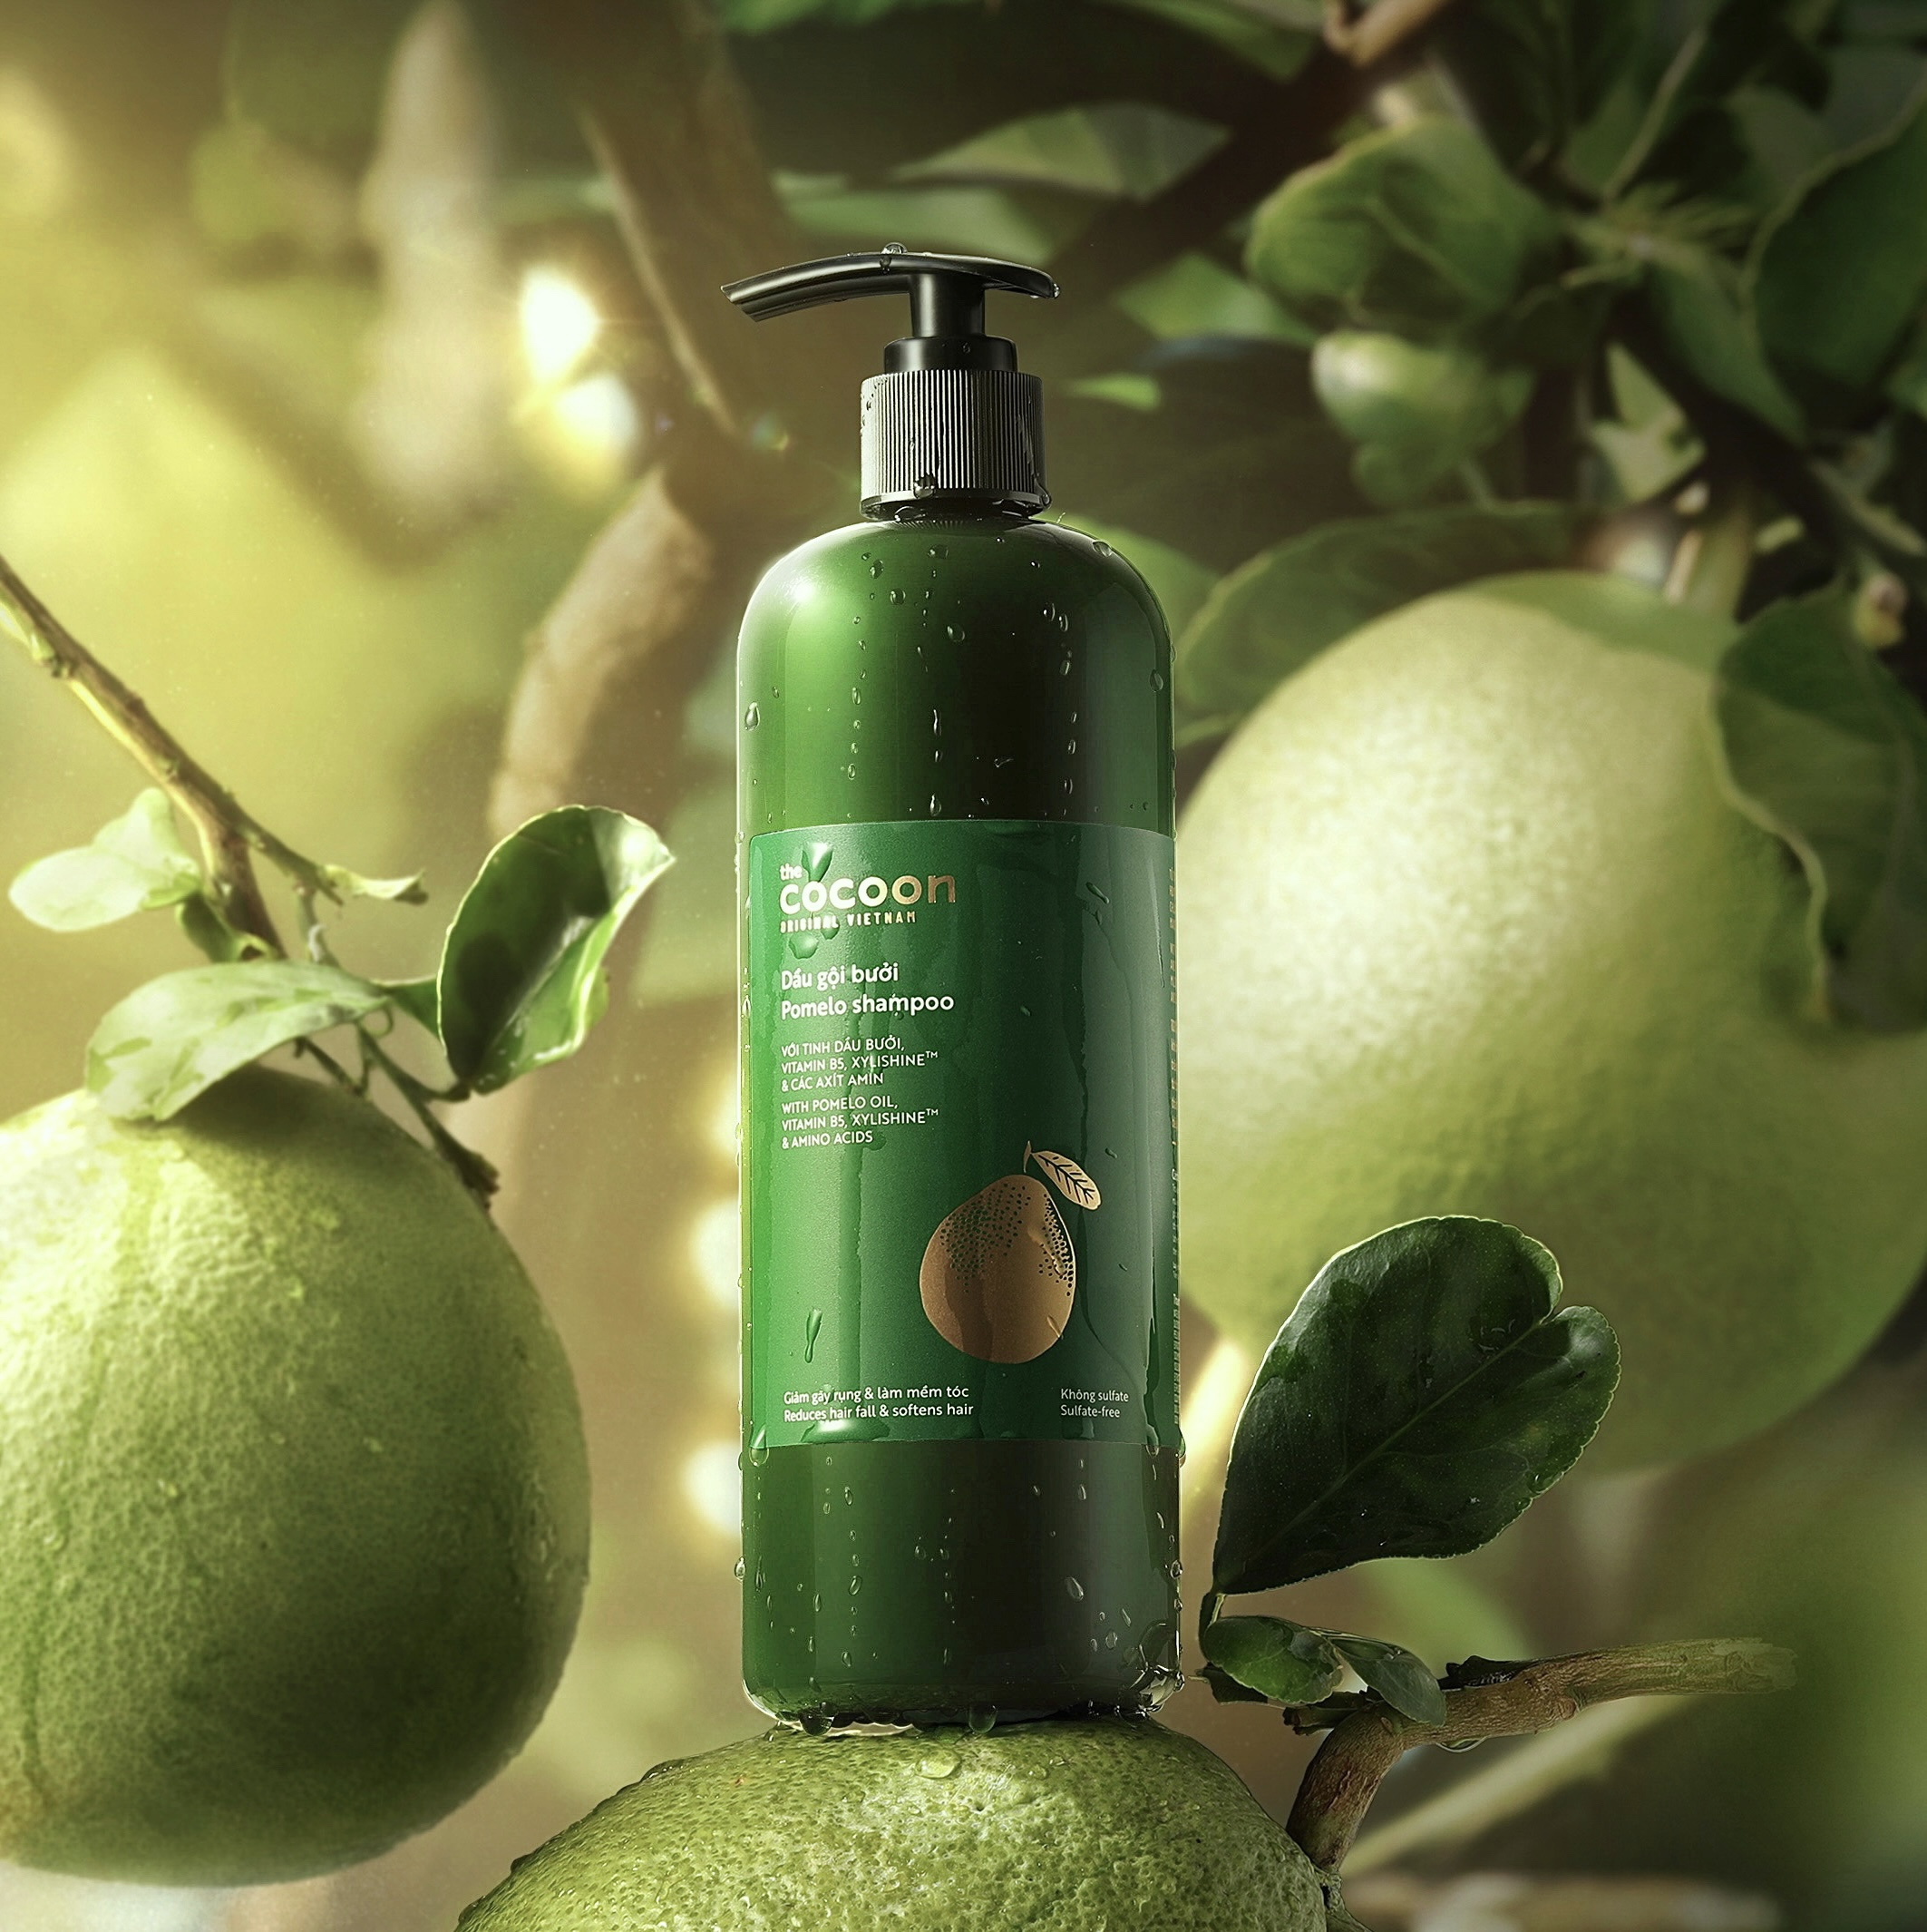 the
cocoon
ORIGINAL VIETNAM
Dầu gội bưởi
Pomelo shampoo
VỚI TINH DẦU BƯỞI,
VITAMIN B5, XYLISHINE™
& CÁC AXÍT AMIN
WITH POMELO OIL,
VITAMIN B5, XYLISHINE™
& AMINO ACIDS
Giảm gãy rụng & làm mềm tóc
Reduces hair fall & softens hair
Không sulfate
Sulfate-free